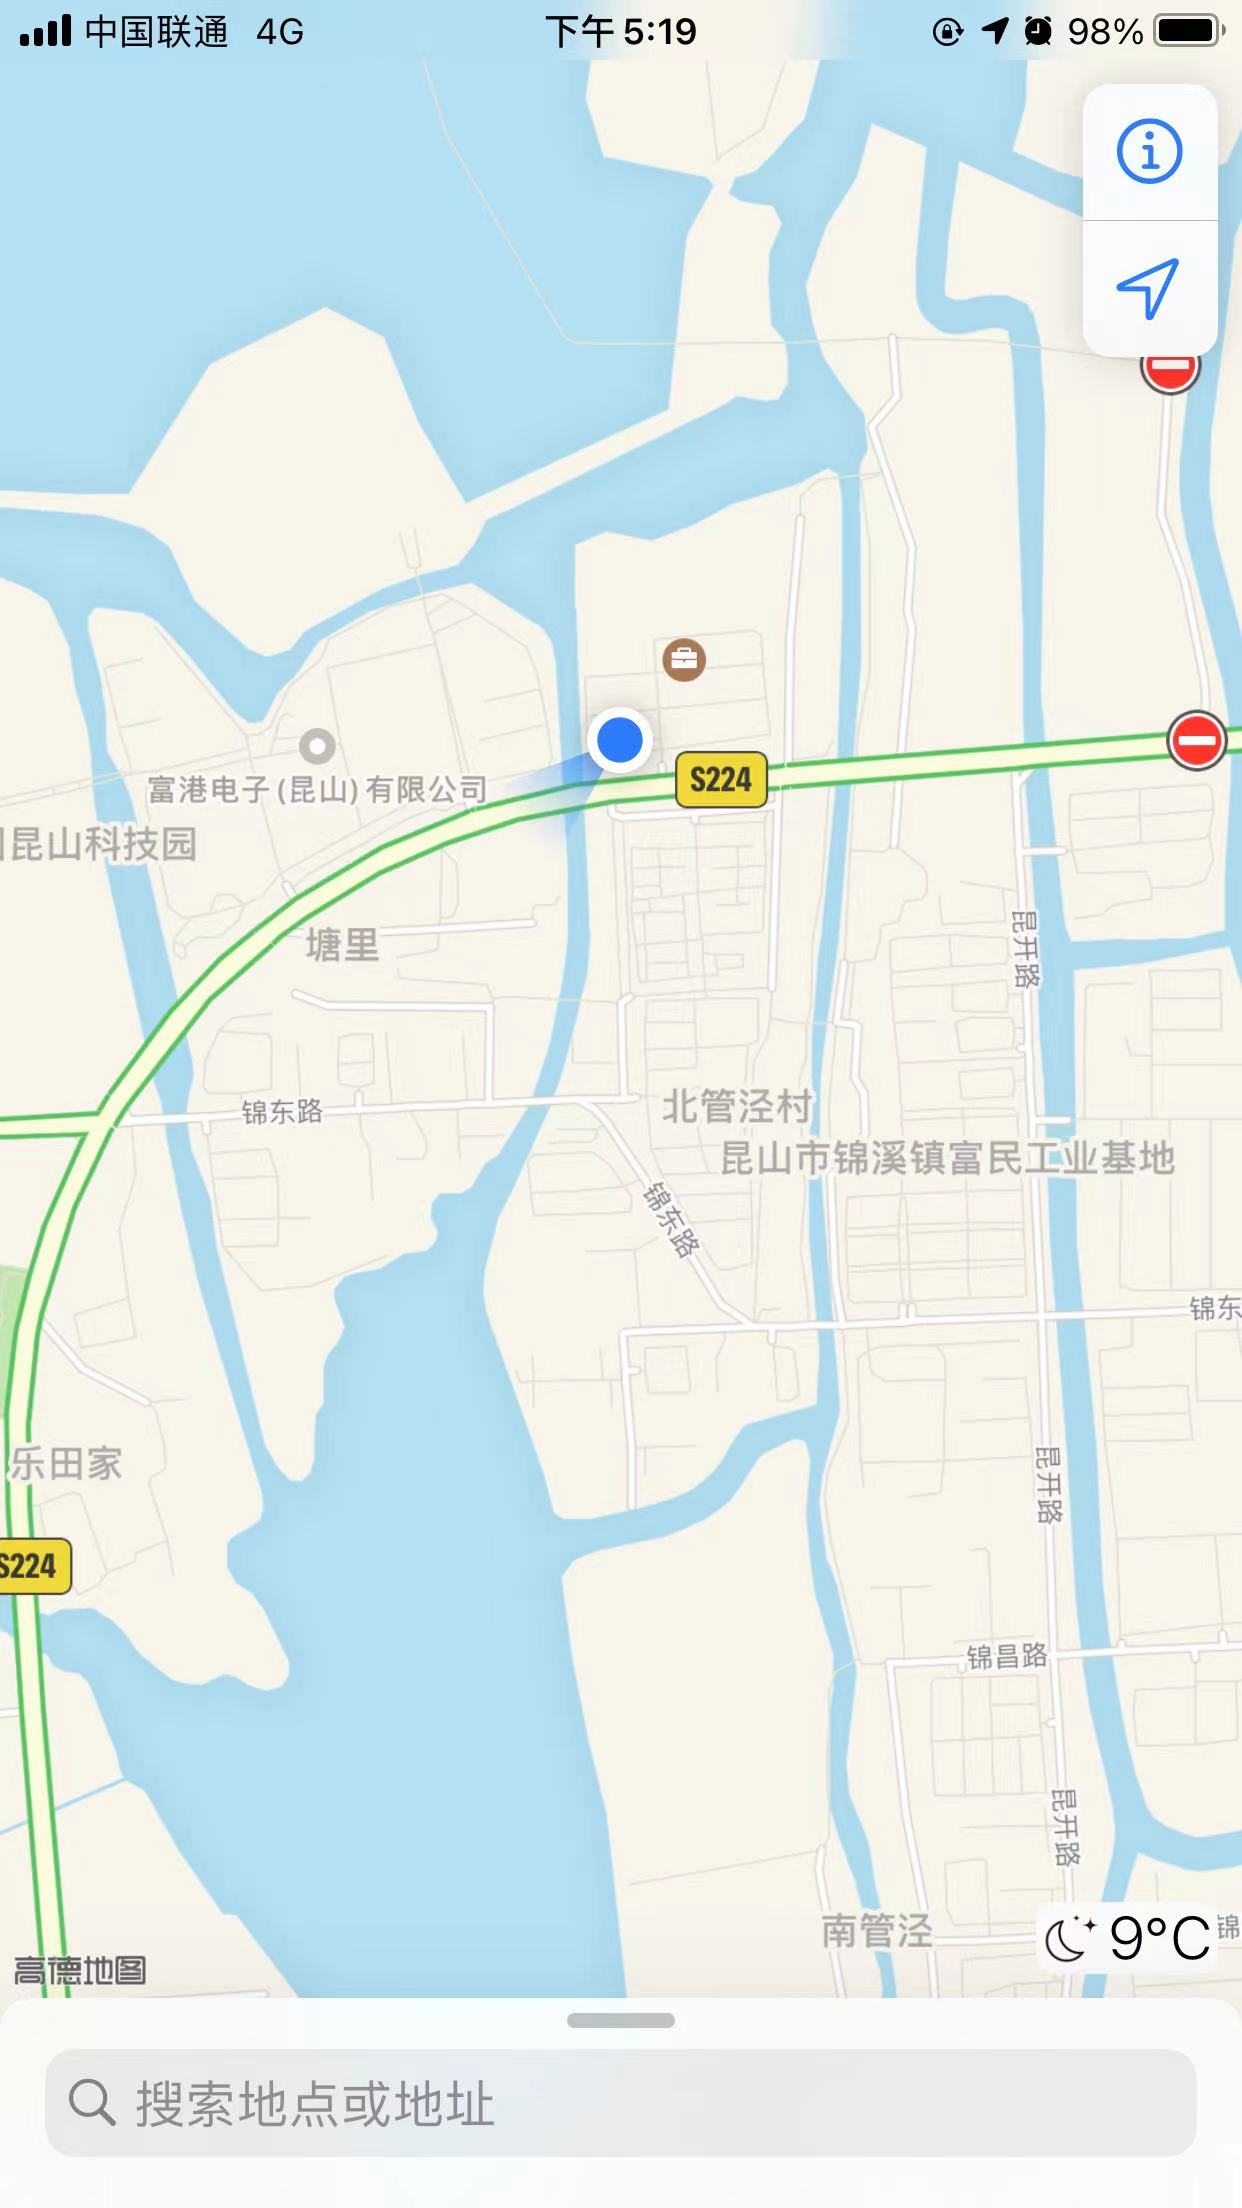 中国联通 4G 下午 5:19 98%
S224
富港电子(昆山)有限公司
昆山科技园
塘里
昆开路
北管泾村
锦东路
昆山市锦溪镇富民工业基地
锦东路
锦东
乐田家
昆开路
S224
锦昌路
昆开路
南管泾
9°C
锦
高德地图
搜索地点或地址